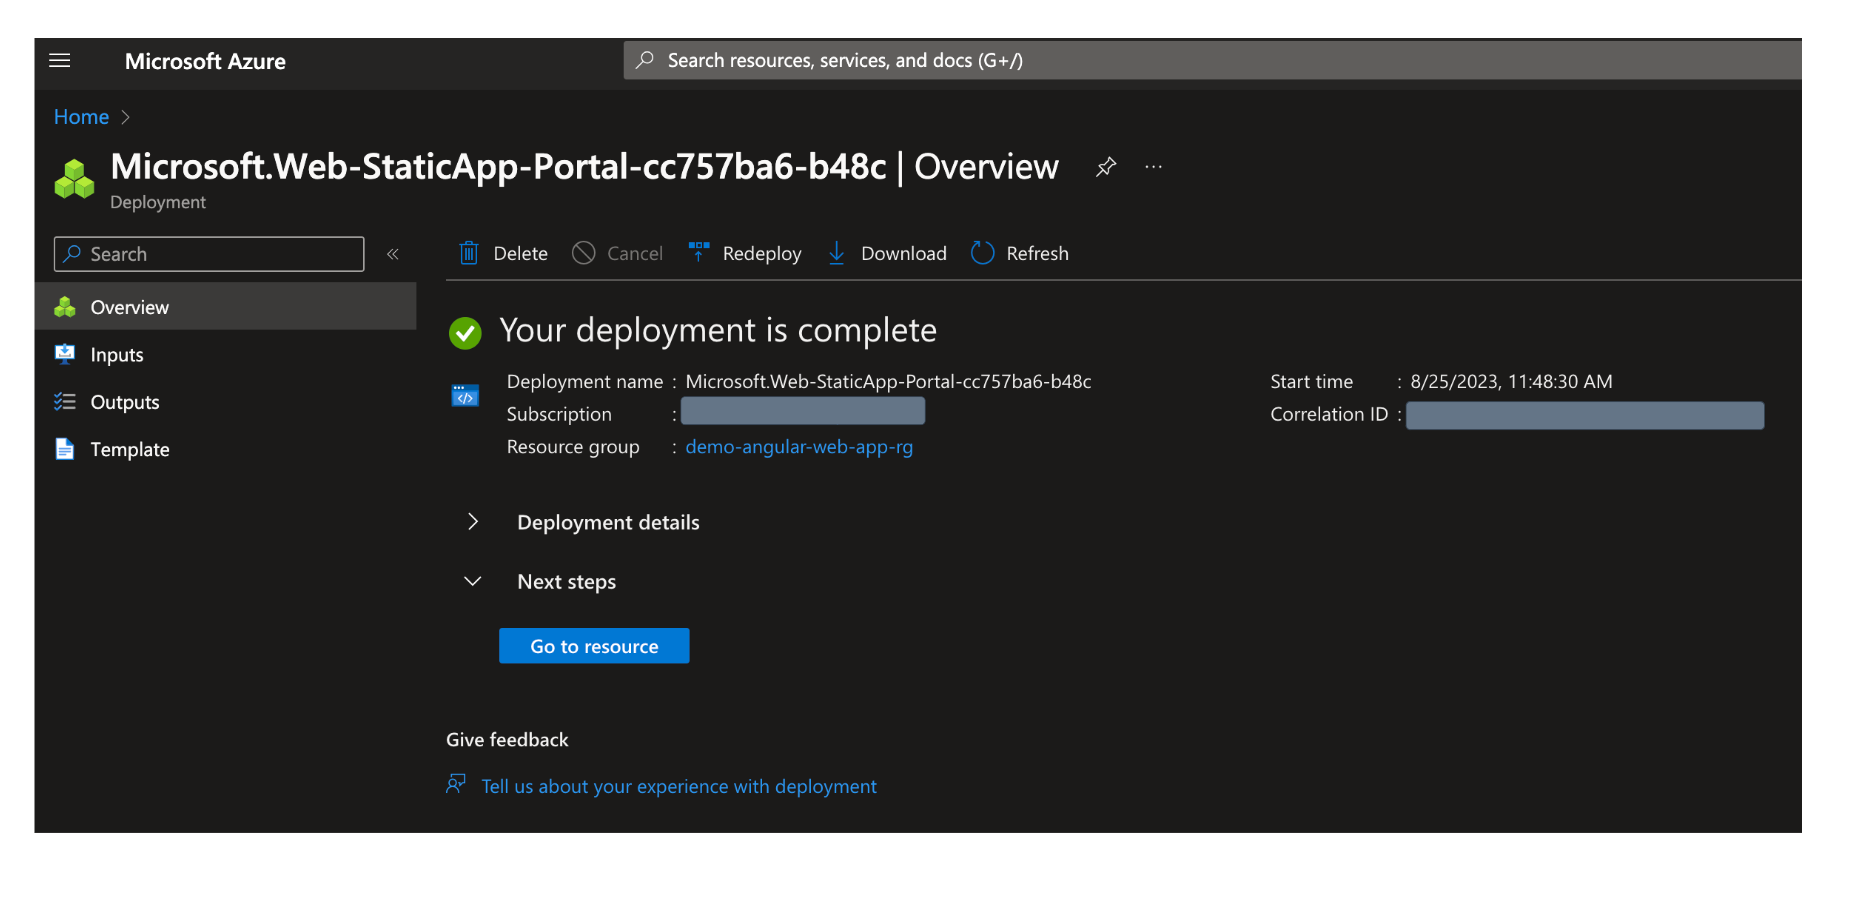 Microsoft Azure
Search resources, services, and docs (G+/)
Home
Microsoft.Web-StaticApp-Portal-cc757ba6-b48c | Overview
Deployment
Search
Delete Cancel Redeploy Download Refresh
Overview
Inputs
Outputs
Template
Your deployment is complete
Deployment name : Microsoft.Web-StaticApp-Portal-cc757ba6-b48c
Subscription :
Resource group : demo-angular-web-app-rg
Start time : 8/25/2023, 11:48:30 AM
Correlation ID :
Deployment details
Next steps
Go to resource
Give feedback
Tell us about your experience with deployment